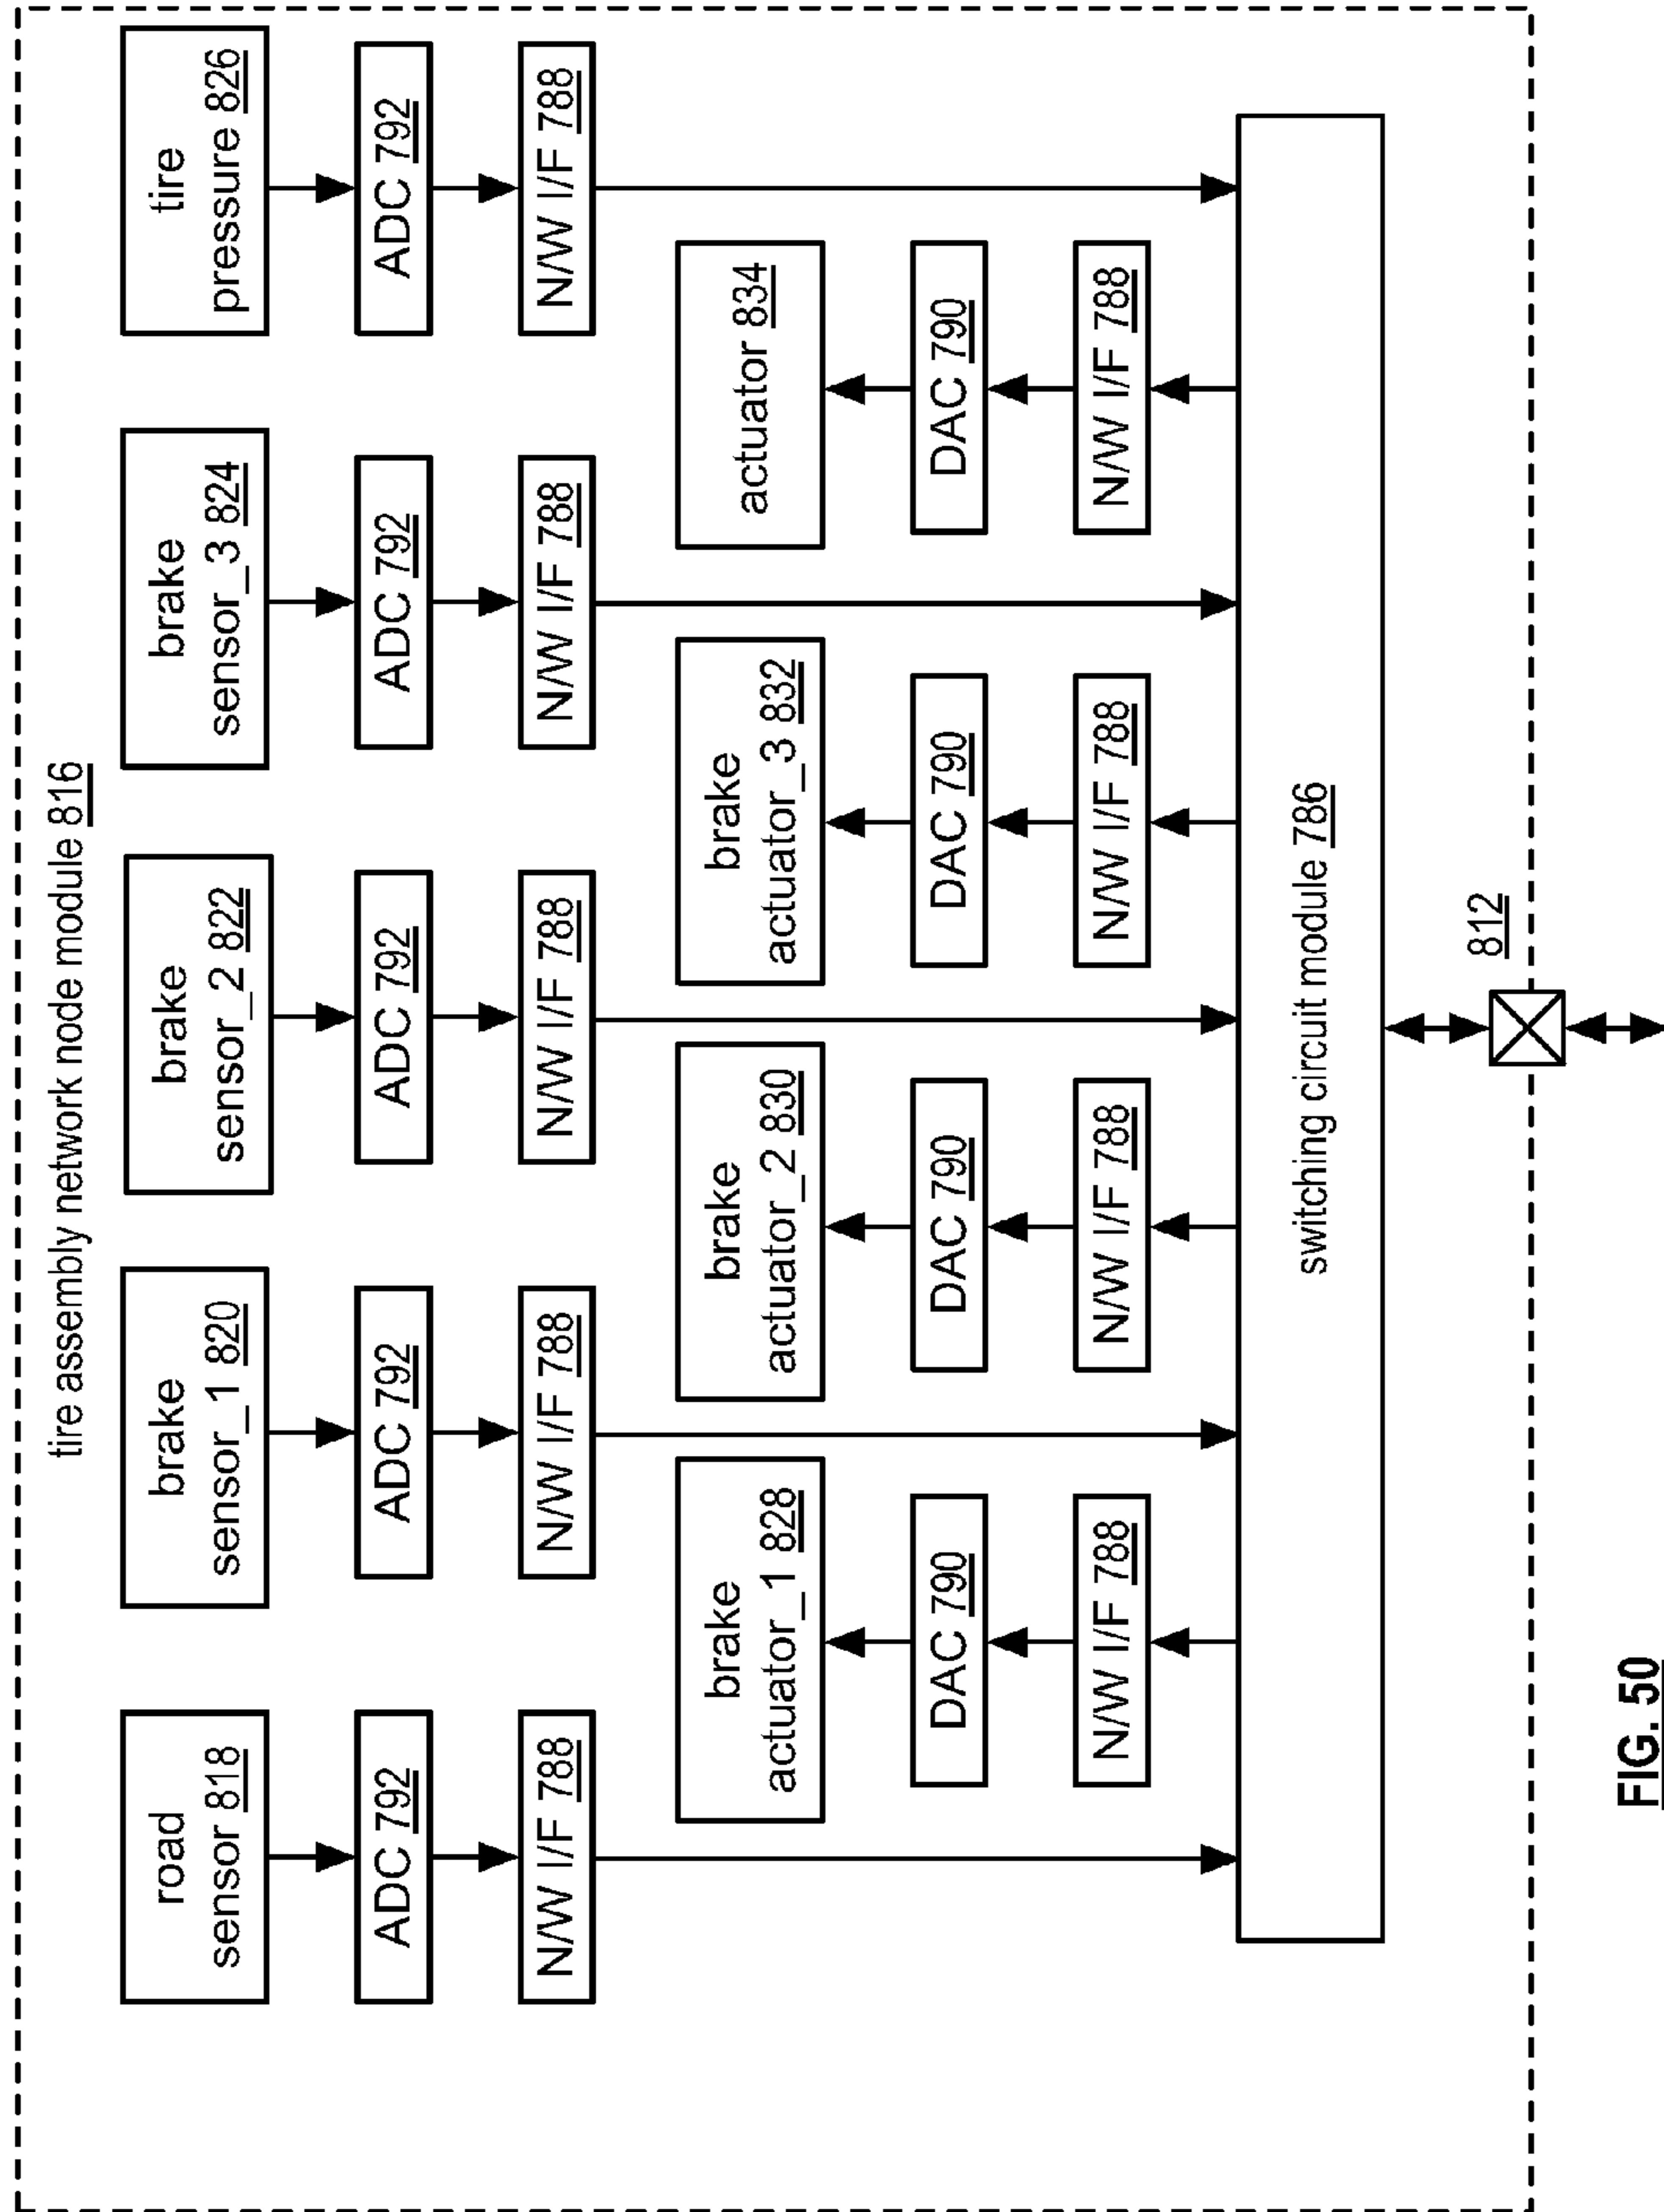 tire assembly network node module 816
road
sensor 818
brake
sensor_1 820
brake
sensor_2 822
brake
sensor_3 824
tire
pressure 826
ADC 792
ADC 792
ADC 792
ADC 792
ADC 792
N/W I/F 788
N/W I/F 788
N/W I/F 788
N/W I/F 788
N/W I/F 788
brake
actuator_1 828
brake
actuator_2 830
brake
actuator_3 832
actuator 834
DAC 790
DAC 790
DAC 790
DAC 790
N/W I/F 788
N/W I/F 788
N/W I/F 788
N/W I/F 788
switching circuit module 786
812
FIG. 50